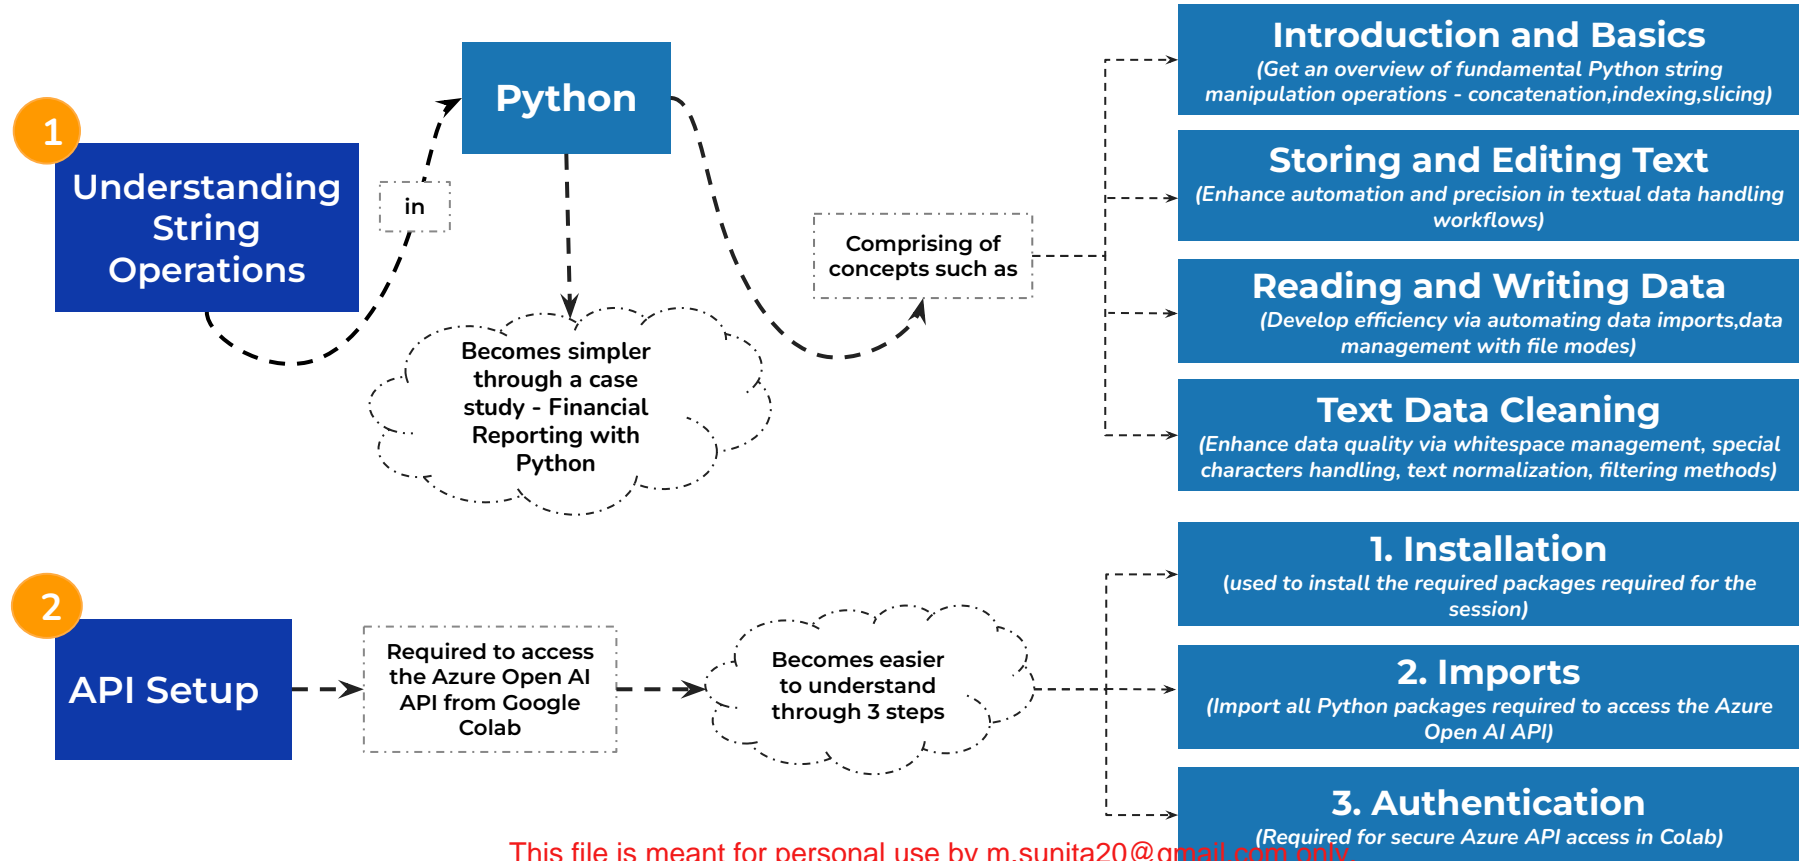 1
Understanding
String
Operations
in
Python
Becomes simpler
through a case
study - Financial
Reporting with
Python
Comprising of
concepts such as
Introduction and Basics
(Get an overview of fundamental Python string
manipulation operations - concatenation,indexing,slicing)
Storing and Editing Text
(Enhance automation and precision in textual data handling
workflows)
Reading and Writing Data
(Develop efficiency via automating data imports,data
management with file modes)
Text Data Cleaning
(Enhance data quality via whitespace management, special
characters handling, text normalization, filtering methods)
2
API Setup
Required to access
the Azure Open AI
API from Google
Colab
Becomes easier
to understand
through 3 steps
1. Installation
(used to install the required packages required for the
session)
2. Imports
(Import all Python packages required to access the Azure
Open AI API)
3. Authentication
(Required for secure Azure API access in Colab)
This file is meant for personal use by m.sunita20@gmail.com only.